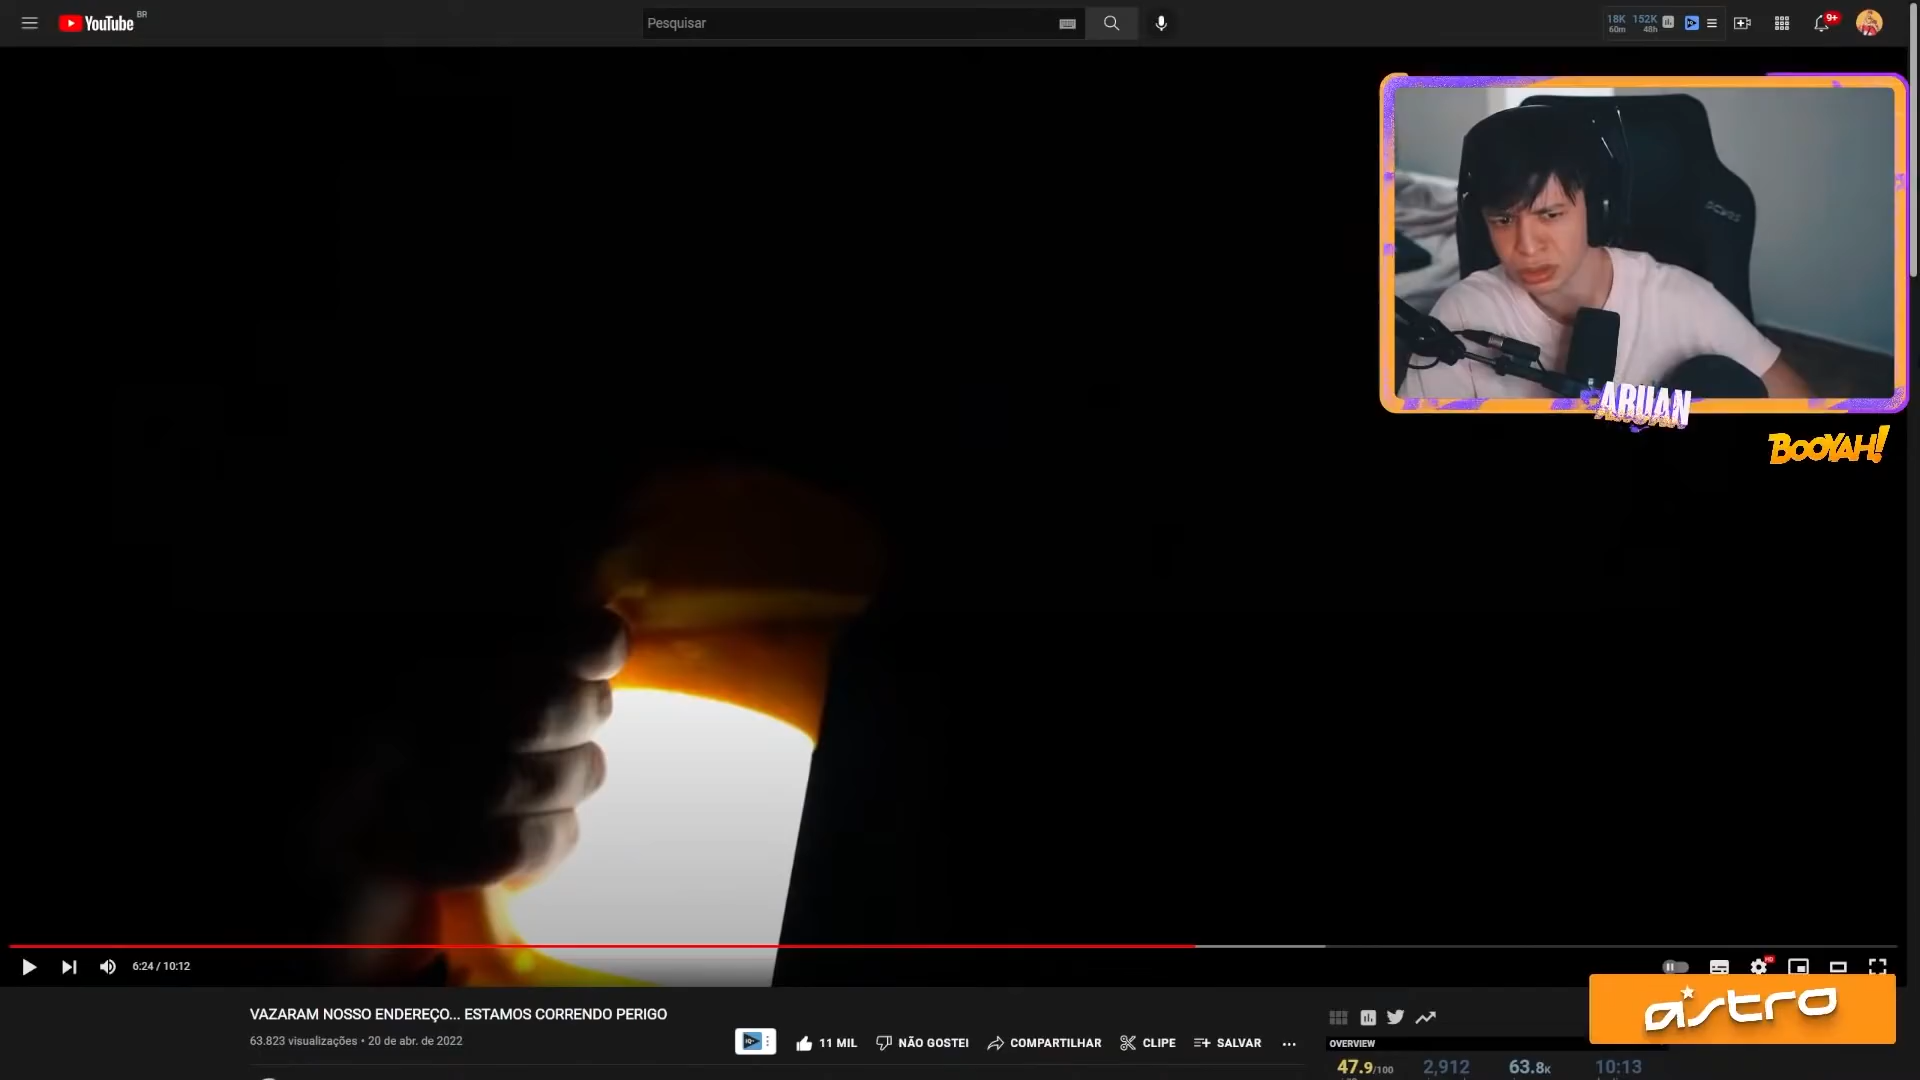 YouTube BR
Pesquisar
18K 152K
60m 48h
9+
pcyes
ARUAN
BOOYAH!
6:24 / 10:12
HD
astro
VAZARAM NOSSO ENDEREÇO... ESTAMOS CORRENDO PERIGO
63.823 visualizações • 20 de abr. de 2022
11 MIL
NÃO GOSTEI
COMPARTILHAR
CLIPE
SALVAR
OVERVIEW
47.9/100 2,912 63.8K 10:13